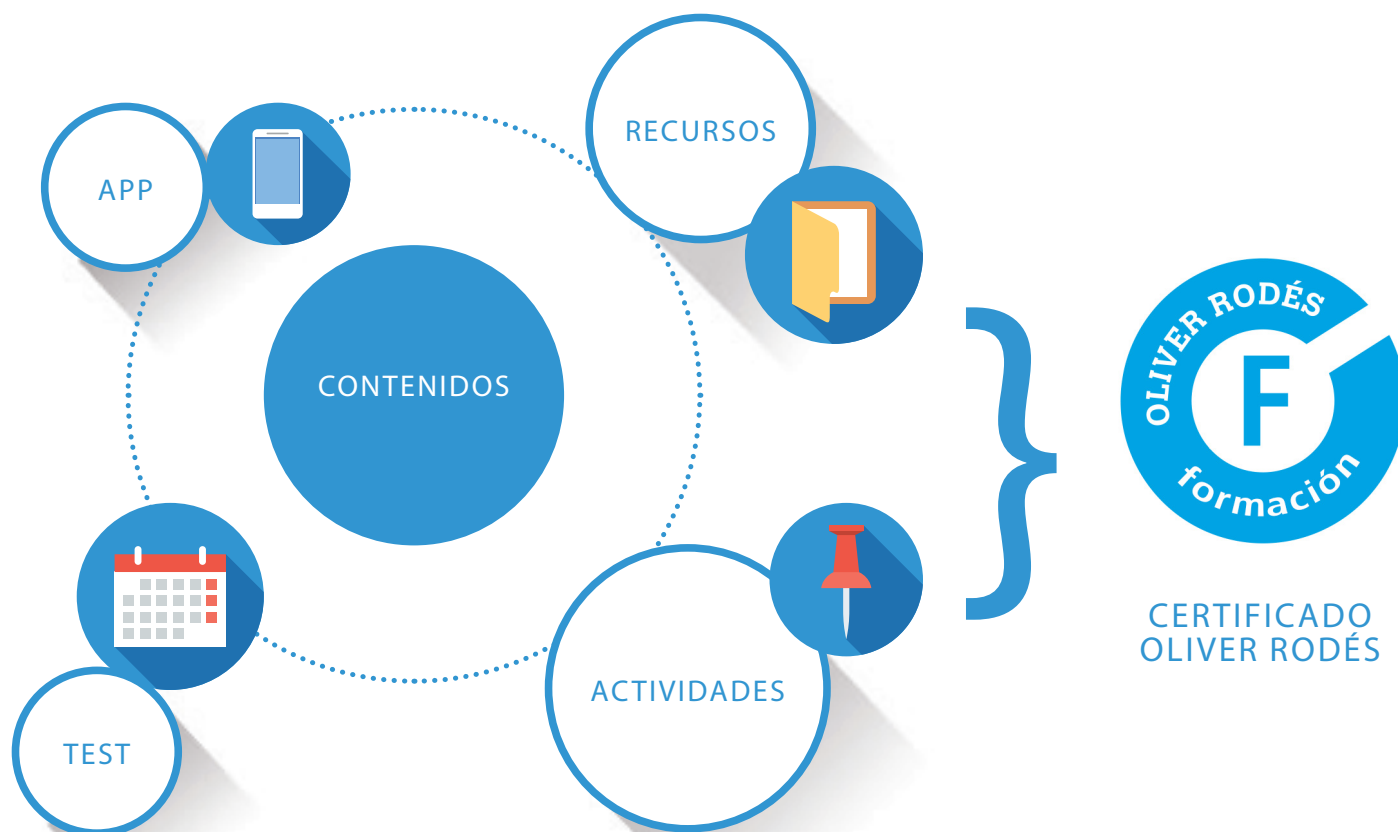 APP
RECURSOS
CONTENIDOS
TEST
ACTIVIDADES
OLIVER RODÉS
F
formación
CERTIFICADO
OLIVER RODÉS